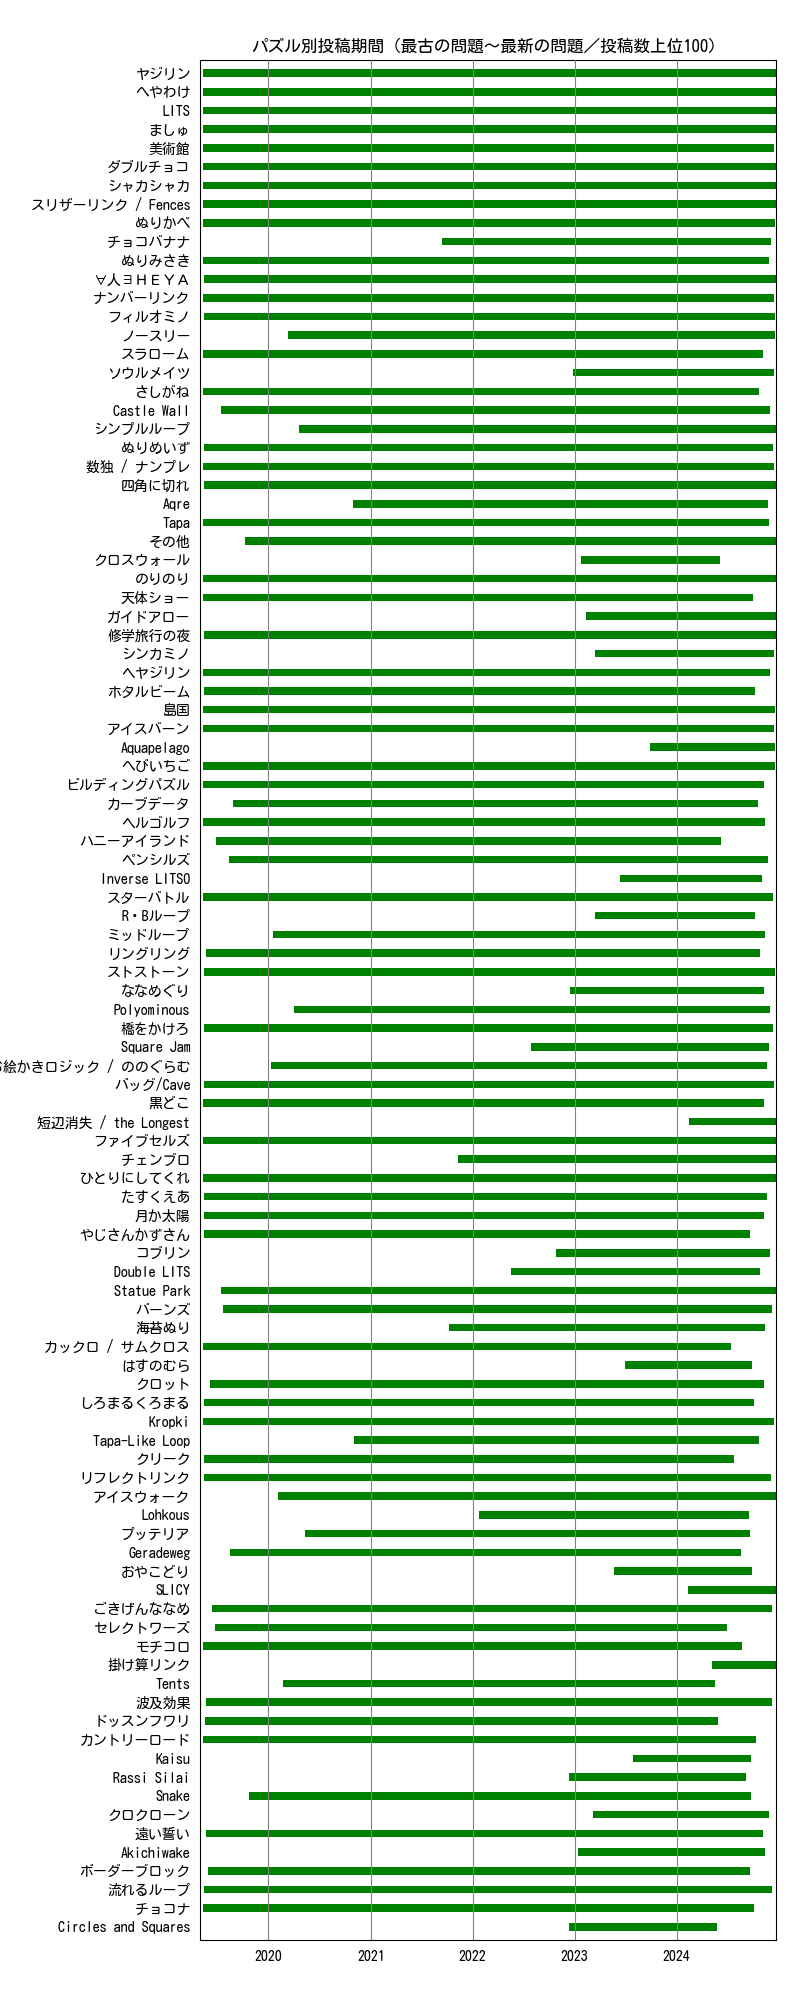 パズル別投稿期間（最古の問題～最新の問題／投稿数上位100）
ヤジリン
へやわけ
LITS
ましゅ
美術館
ダブルチョコ
シャカシャカ
スリザーリンク / Fences
ぬりかべ
チョコバナナ
ぬりみさき
∀人∃ＨＥＹＡ
ナンバーリンク
フィルオミノ
ノースリー
スラローム
ソウルメイツ
さしがね
Castle Wall
シンプルループ
ぬりめいず
数独 / ナンプレ
四角に切れ
Aqre
Tapa
その他
クロスウォール
のりのり
天体ショー
ガイドアロー
修学旅行の夜
シンカミノ
ヘヤジリン
ホタルビーム
島国
アイスバーン
Aquapelago
へびいちご
ビルディングパズル
カーブデータ
ヘルゴルフ
ハニーアイランド
ペンシルズ
Inverse LITSO
スターバトル
R・Bループ
ミッドループ
リングリング
ストストーン
ななめぐり
Polyominous
橋をかけろ
Square Jam
お絵かきロジック / ののぐらむ
バッグ/Cave
黒どこ
短辺消失 / the Longest
ファイブセルズ
チェンブロ
ひとりにしてくれ
たすくえあ
月か太陽
やじさんかずさん
コブリン
Double LITS
Statue Park
バーンズ
海苔ぬり
カックロ / サムクロス
はすのむら
クロット
しろまるくろまる
Kropki
Tapa-Like Loop
クリーク
リフレクトリンク
アイスウォーク
Lohkous
プッテリア
Geradeweg
おやこどり
SLICY
ごきげんななめ
セレクトワーズ
モチコロ
掛け算リンク
Tents
波及効果
ドッスンフワリ
カントリーロード
Kaisu
Rassi Silai
Snake
クロクローン
遠い誓い
Akichiwake
ボーダーブロック
流れるループ
チョコナ
Circles and Squares
2020 2021 2022 2023 2024